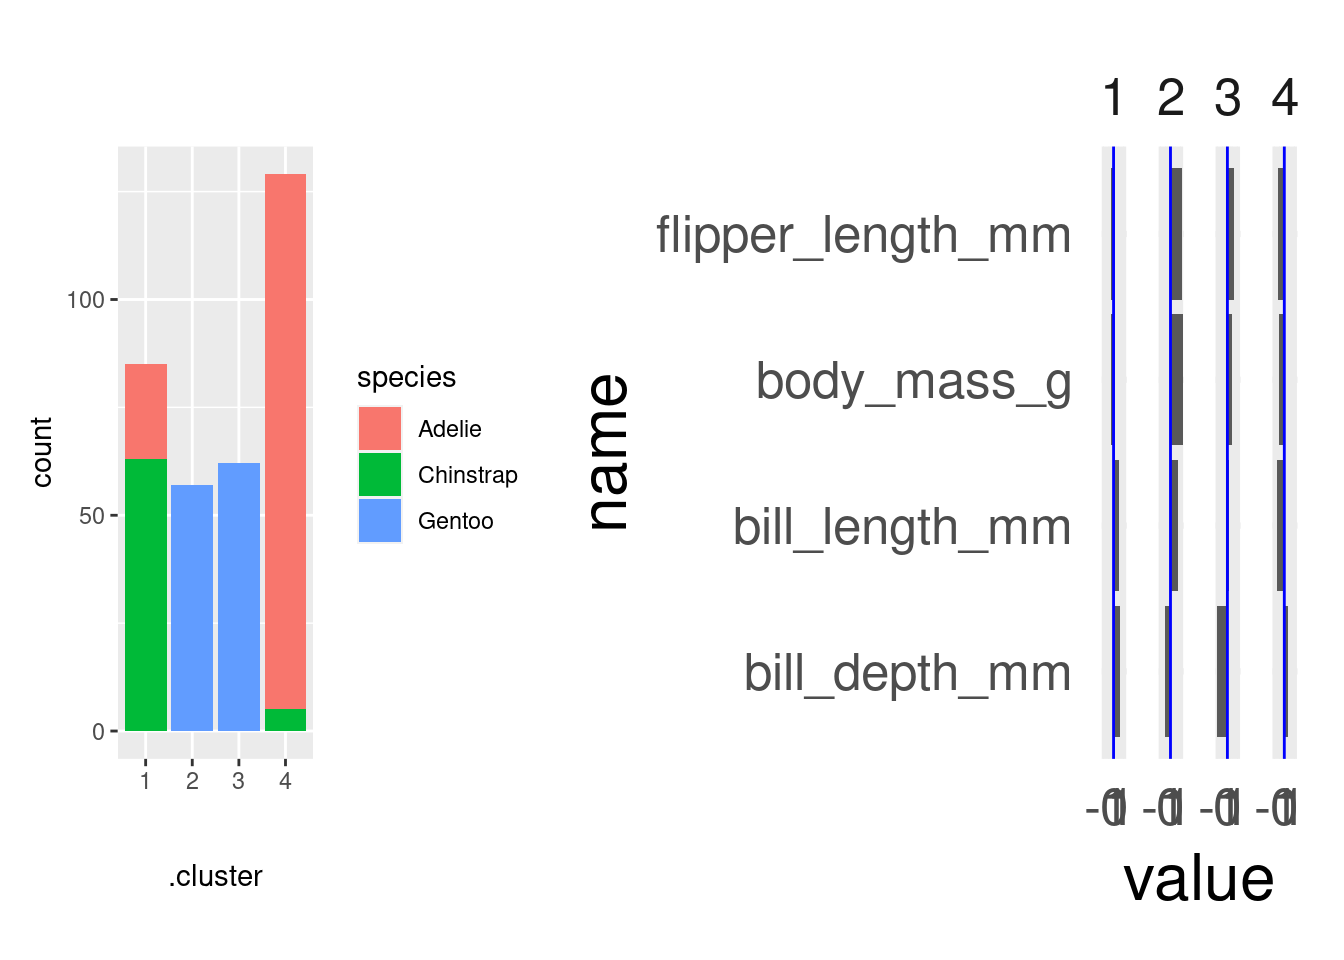 100
50
0
count
1 2 3 4
.cluster
species
Adelie
Chinstrap
Gentoo
1 2 3 4
name
flipper_length_mm
body_mass_g
bill_length_mm
bill_depth_mm
value